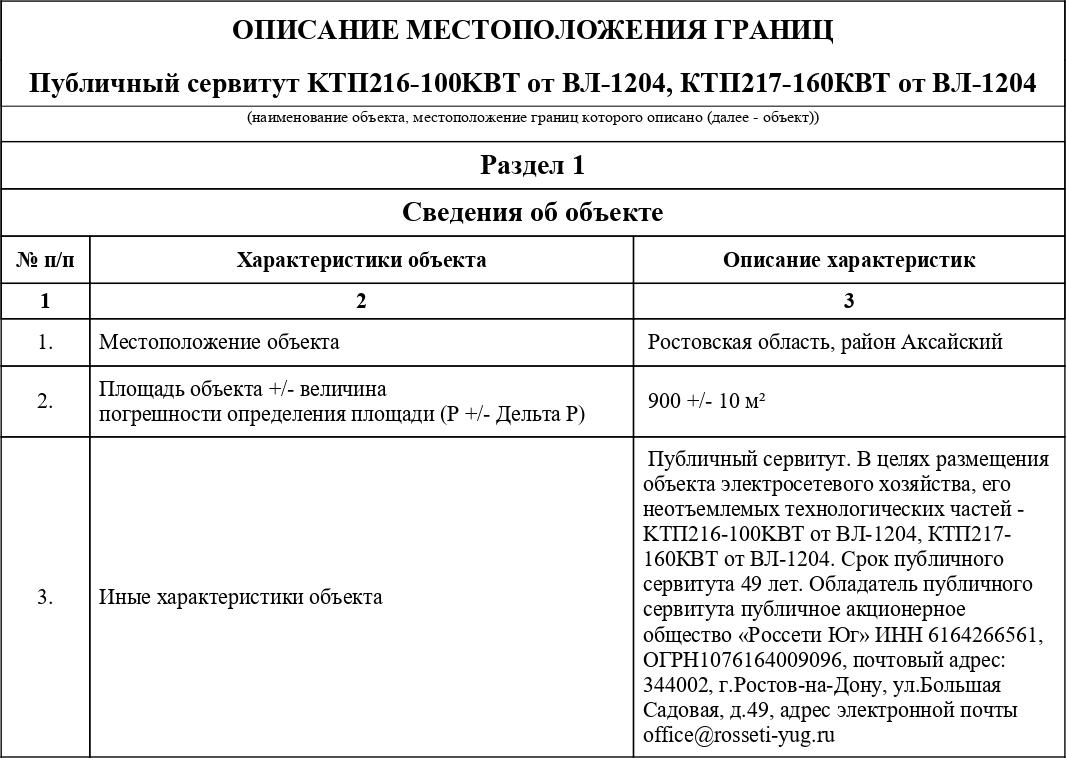 ОПИСАНИЕ МЕСТОПОЛОЖЕНИЯ ГРАНИЦ
Публичный сервитут КТП216-100КВТ от ВЛ-1204, КТП217-160КВТ от ВЛ-1204
(наименование объекта, местоположение границ которого описано (далее - объект))
Раздел 1
Сведения об объекте
№ п/п Характеристики объекта Описание характеристик
1 2 3
1. Местоположение объекта Ростовская область, район Аксайский
2. Площадь объекта +/- величина
погрешности определения площади (Р +/- Дельта Р)
900 +/- 10 м²
3. Иные характеристики объекта
Публичный сервитут. В целях размещения
объекта электросетевого хозяйства, его
неотъемлемых технологических частей -
КТП216-100КВТ от ВЛ-1204, КТП217-
160КВТ от ВЛ-1204. Срок публичного
сервитута 49 лет. Обладатель публичного
сервитута публичное акционерное
общество «Россети Юг» ИНН 6164266561,
ОГРН1076164009096, почтовый адрес:
344002, г.Ростов-на-Дону, ул.Большая
Садовая, д.49, адрес электронной почты
office@rosseti-yug.ru